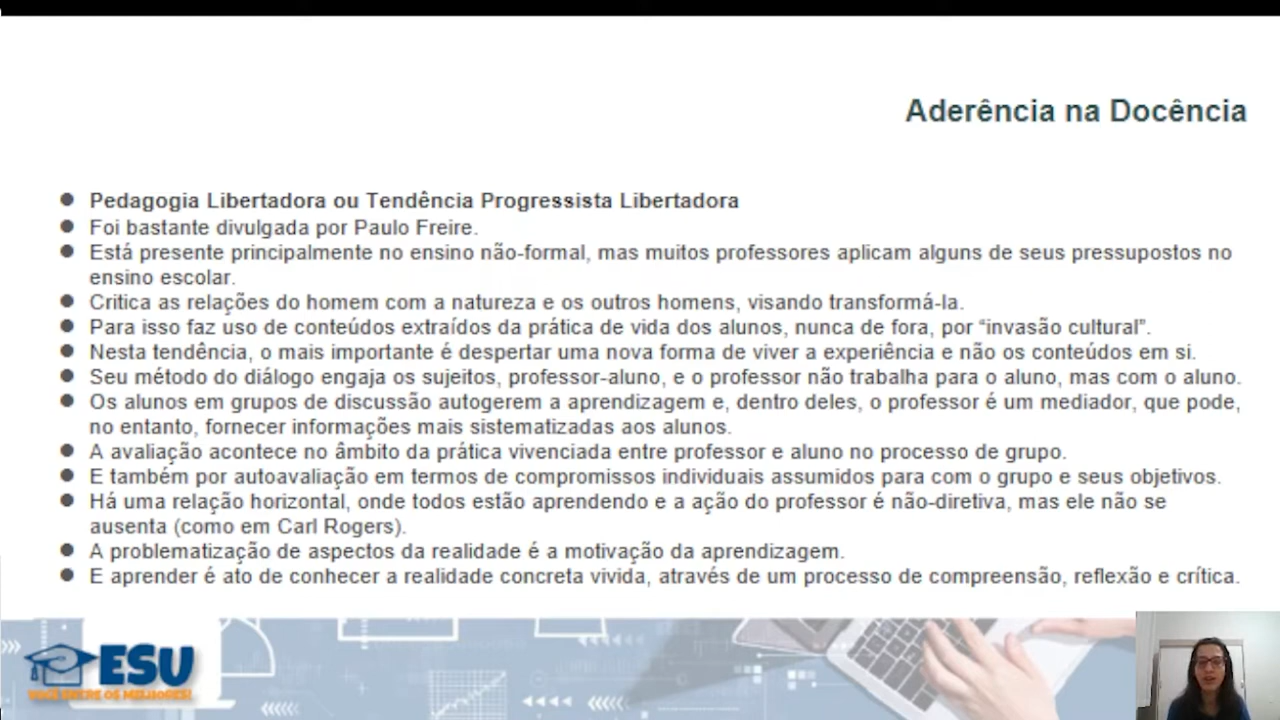 Aderência na Docência
Pedagogia Libertadora ou Tendência Progressista Libertadora
Foi bastante divulgada por Paulo Freire.
Está presente principalmente no ensino não-formal, mas muitos professores aplicam alguns de seus pressupostos no
ensino escolar.
Critica as relações do homem com a natureza e os outros homens, visando transformá-la.
Para isso faz uso de conteúdos extraídos da prática de vida dos alunos, nunca de fora, por “invasão cultural”.
Nesta tendência, o mais importante é despertar uma nova forma de viver a experiência e não os conteúdos em si.
Seu método do diálogo engaja os sujeitos, professor-aluno, e o professor não trabalha para o aluno, mas com o aluno.
Os alunos em grupos de discussão autogerem a aprendizagem e, dentro deles, o professor é um mediador, que pode,
no entanto, fornecer informações mais sistematizadas aos alunos.
A avaliação acontece no âmbito da prática vivenciada entre professor e aluno no processo de grupo.
E também por autoavaliação em termos de compromissos individuais assumidos para com o grupo e seus objetivos.
Há uma relação horizontal, onde todos estão aprendendo e a ação do professor é não-diretiva, mas ele não se
ausenta (como em Carl Rogers).
A problematização de aspectos da realidade é a motivação da aprendizagem.
E aprender é ato de conhecer a realidade concreta vivida, através de um processo de compreensão, reflexão e crítica.
ESU
VOCÊ ENTRE OS MELHORES!